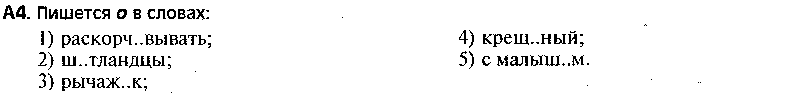 А4. Пишется о в словах:
1) раскорч..вывать;
2) ш..тландцы;
3) рычаж..к;
4) крещ..ный;
5) с малыш..м.